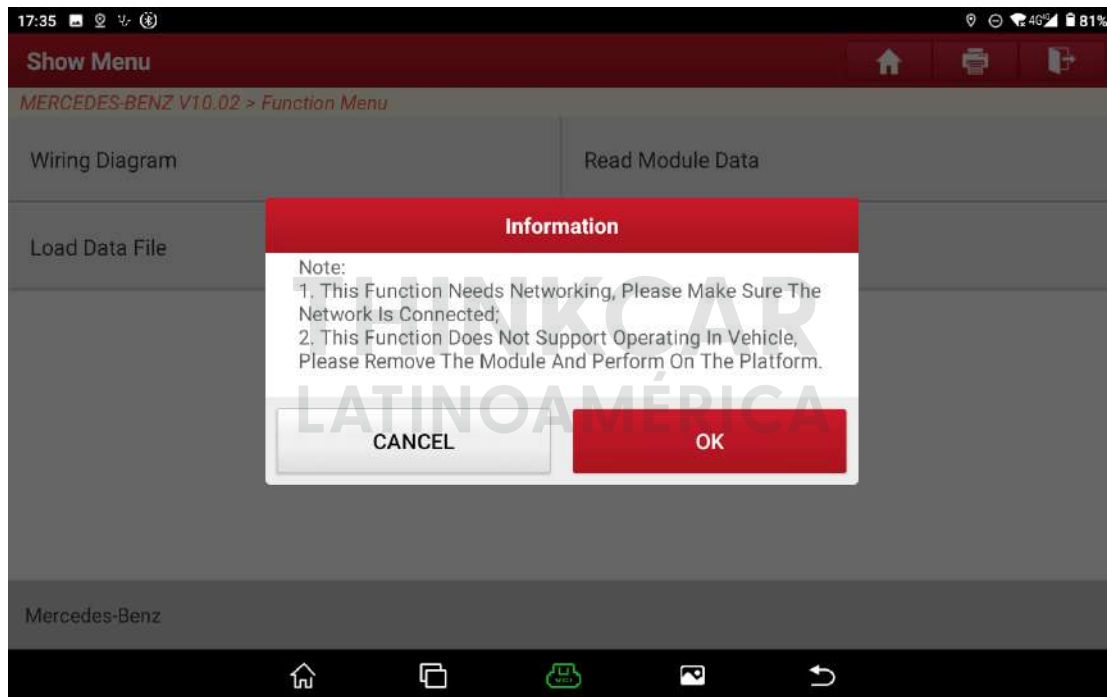 17:35
4G 81%
Show Menu
MERCEDES-BENZ V10.02 > Function Menu
Wiring Diagram
Read Module Data
Load Data File
Information
Note:
1. This Function Needs Networking, Please Make Sure The
Network Is Connected;
2. This Function Does Not Support Operating In Vehicle,
Please Remove The Module And Perform On The Platform.
THINKCAR
LATINOAMÉRICA
CANCEL
OK
Mercedes-Benz
VCI